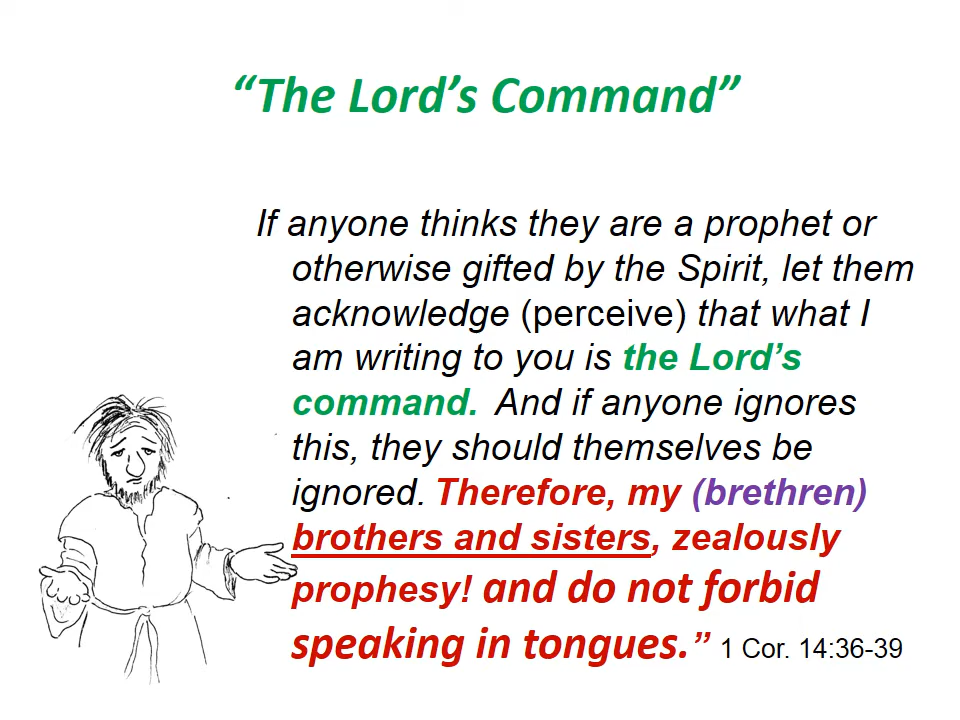 “The Lord’s Command”
If anyone thinks they are a prophet or
otherwise gifted by the Spirit, let them
acknowledge (perceive) that what I
am writing to you is the Lord’s
command. And if anyone ignores
this, they should themselves be
ignored. Therefore, my (brethren)
brothers and sisters, zealously
prophesy! and do not forbid
speaking in tongues.” 1 Cor. 14:36-39